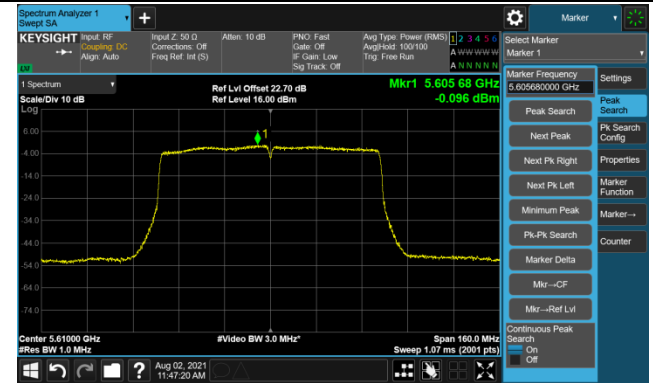 Spectrum Analyzer 1
Swept SA
Marker
KEYSIGHT
Input: RF
Coupling: DC
Align: Auto
Input Z: 50 Ω
Corrections: Off
Freq Ref: Int (S)
Atten: 10 dB
PNO: Fast
Gate: Off
IF Gain: Low
Sig Track: Off
Avg Type: Power (RMS)
Avg|Hold: 100/100
Trig: Free Run
1 2 3 4 5 6
A W W W W W
A N N N N N
Select Marker
Marker 1
1 Spectrum
Scale/Div 10 dB
Log
Ref Lvl Offset 22.70 dB
Ref Level 16.00 dBm
Mkr1 5.605 68 GHz
-0.096 dBm
6.00
-4.00
-14.0
-24.0
-34.0
-44.0
-54.0
-64.0
-74.0
1
Center 5.61000 GHz
#Res BW 1.0 MHz
#Video BW 3.0 MHz*
Span 160.0 MHz
Sweep 1.07 ms (2001 pts)
Marker Frequency
5.605680000 GHz
Peak Search
Next Peak
Next Pk Right
Next Pk Left
Minimum Peak
Pk-Pk Search
Marker Delta
Mkr→CF
Mkr→Ref Lvl
Continuous Peak
Search
On
Off
Settings
Peak
Search
Pk Search
Config
Properties
Marker
Function
Marker→
Counter
?
Aug 02, 2021
11:47:20 AM